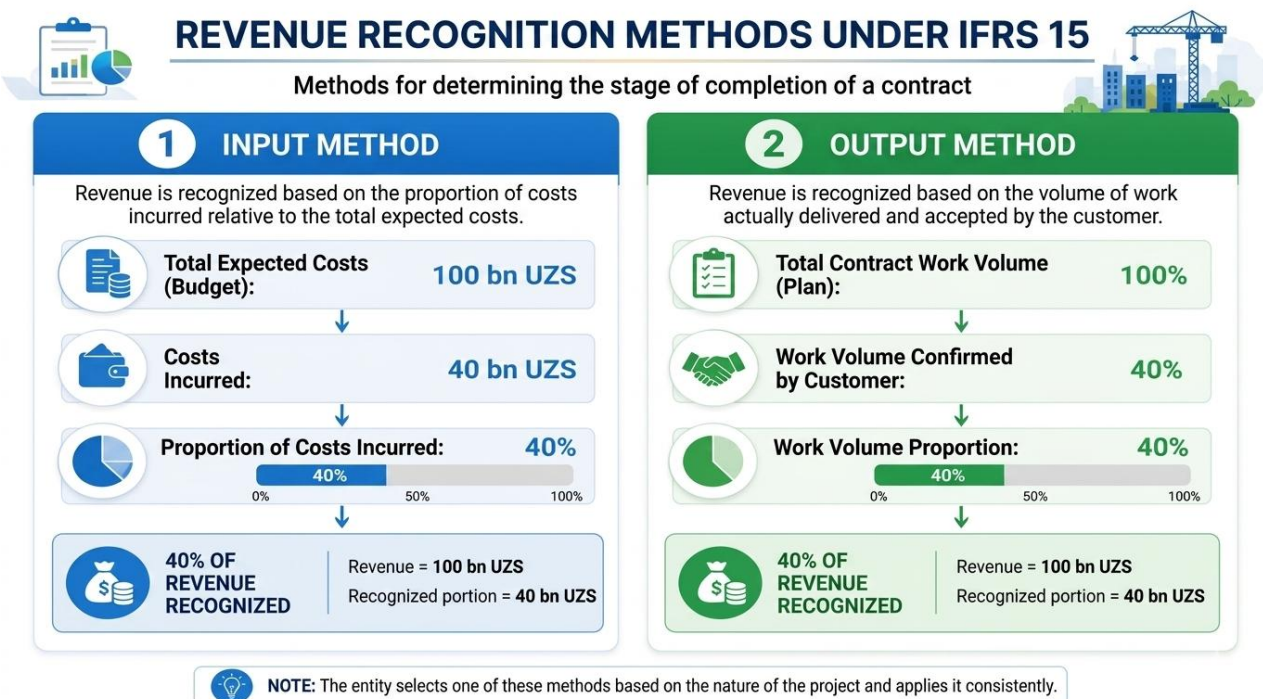 REVENUE RECOGNITION METHODS UNDER IFRS 15
Methods for determining the stage of completion of a contract
1 INPUT METHOD
Revenue is recognized based on the proportion of costs
incurred relative to the total expected costs.
Total Expected Costs
(Budget):
100 bn UZS
Costs
Incurred:
40 bn UZS
Proportion of Costs Incurred:
40%
40%
0% 50% 100%
$
40% OF
REVENUE
RECOGNIZED
Revenue = 100 bn UZS
Recognized portion = 40 bn UZS
2 OUTPUT METHOD
Revenue is recognized based on the volume of work
actually delivered and accepted by the customer.
Total Contract Work Volume
(Plan):
100%
Work Volume Confirmed
by Customer:
40%
Work Volume Proportion:
40%
40%
0% 50% 100%
$
40% OF
REVENUE
RECOGNIZED
Revenue = 100 bn UZS
Recognized portion = 40 bn UZS
NOTE: The entity selects one of these methods based on the nature of the project and applies it consistently.